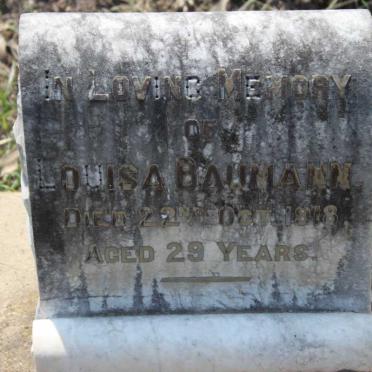 In Loving Memory
of
Louisa Baumann.
Died 22nd Oct. 1918
Aged 29 Years.